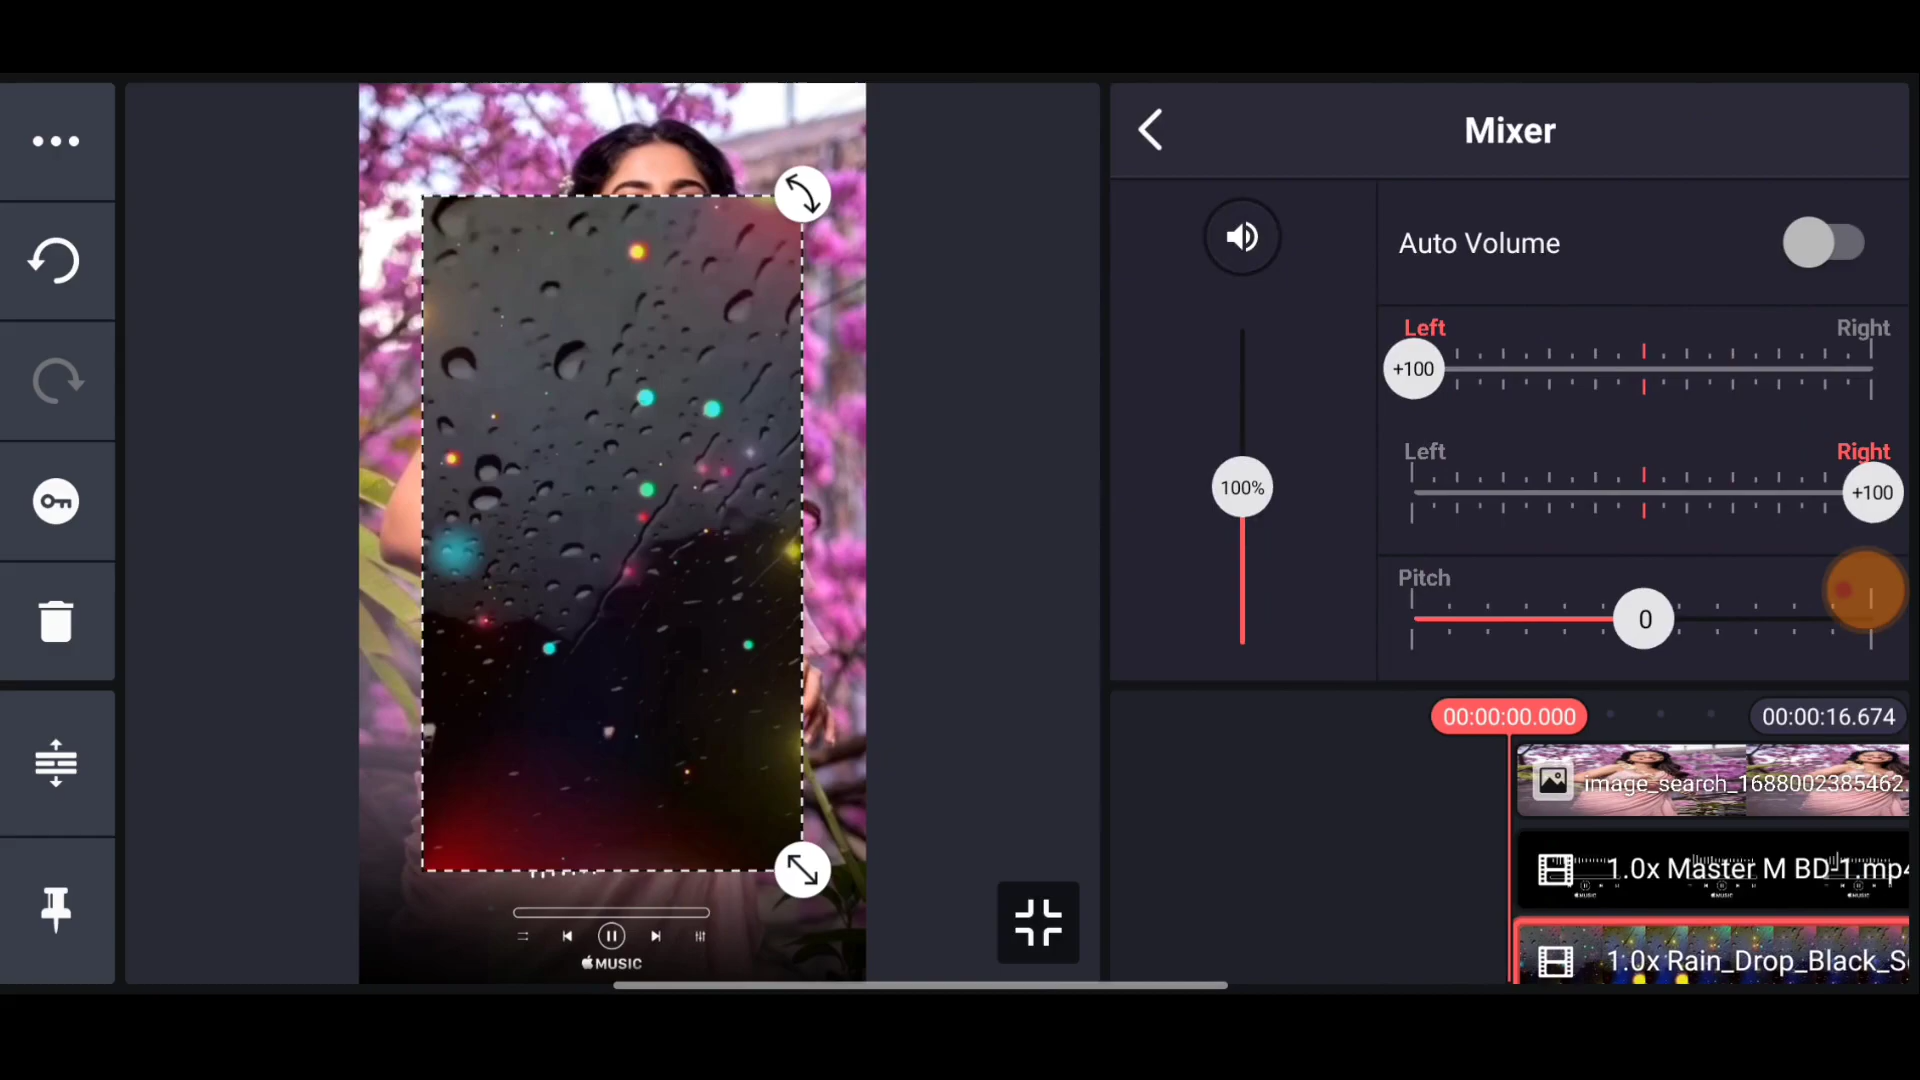 Mixer
Auto Volume
Left
Right
+100
Left
Right
+100
100%
Pitch
0
00:00:00.000
00:00:16.674
image_search_1688002385462.
1.0x Master M BD-1.mp4
1.0x Rain_Drop_Black_S
MUSIC